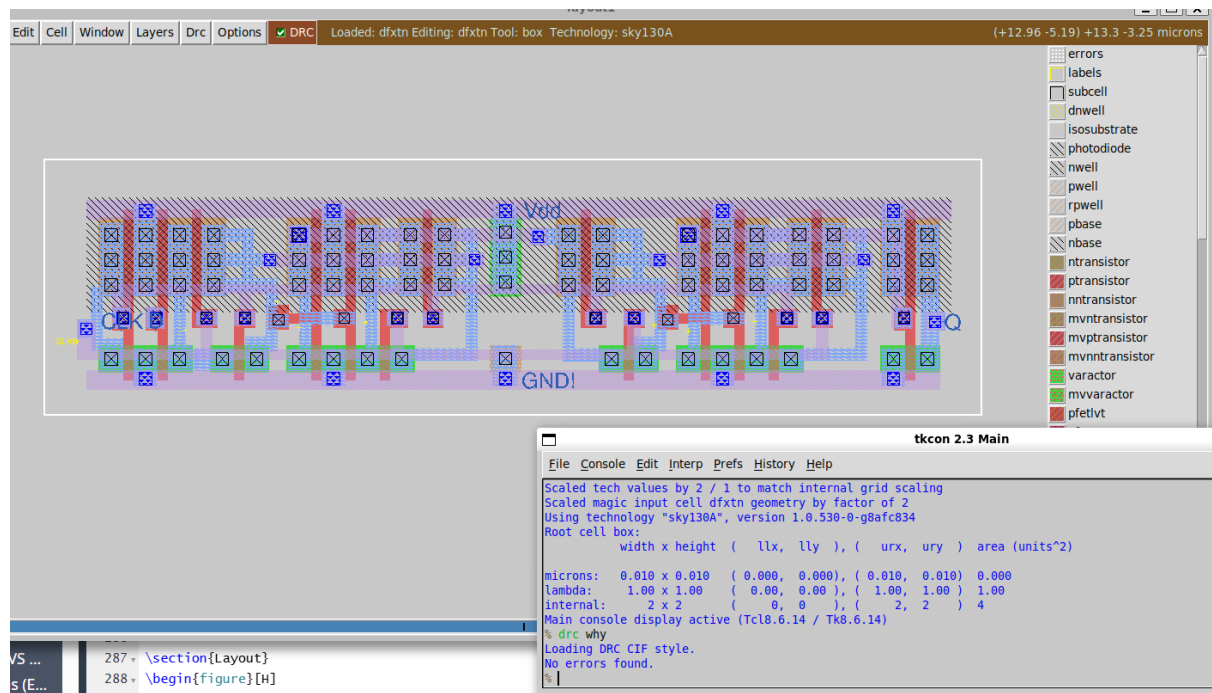 Edit Cell Window Layers Drc Options DRC Loaded: dfxtn Editing: dfxtn Tool: box Technology: sky130A (+12.96 -5.19) +13.3 -3.25 microns
errors
labels
subcell
dnwell
isosubstrate
photodiode
nwell
pwell
rpwell
pbase
nbase
ntransistor
ptransistor
nntransistor
mvntransistor
mvptransistor
mvnntransistor
varactor
mvvaractor
pfetlvt
Vdd
CLK D
Q
GND!
tkcon 2.3 Main
File Console Edit Interp Prefs History Help
Scaled tech values by 2 / 1 to match internal grid scaling
Scaled magic input cell dfxtn geometry by factor of 2
Using technology "sky130A", version 1.0.530-0-g8afc834
Root cell box:
width x height ( llx, lly ), ( urx, ury ) area (units^2)
microns: 0.010 x 0.010 ( 0.000, 0.000), ( 0.010, 0.010) 0.000
lambda: 1.00 x 1.00 ( 0.00, 0.00 ), ( 1.00, 1.00 ) 1.00
internal: 2 x 2 ( 0, 0 ), ( 2, 2 ) 4
Main console display active (Tcl8.6.14 / Tk8.6.14)
% drc why
Loading DRC CIF style.
No errors found.
%
VS ...
s (E...
287 \section{Layout}
288 \begin{figure}[H]